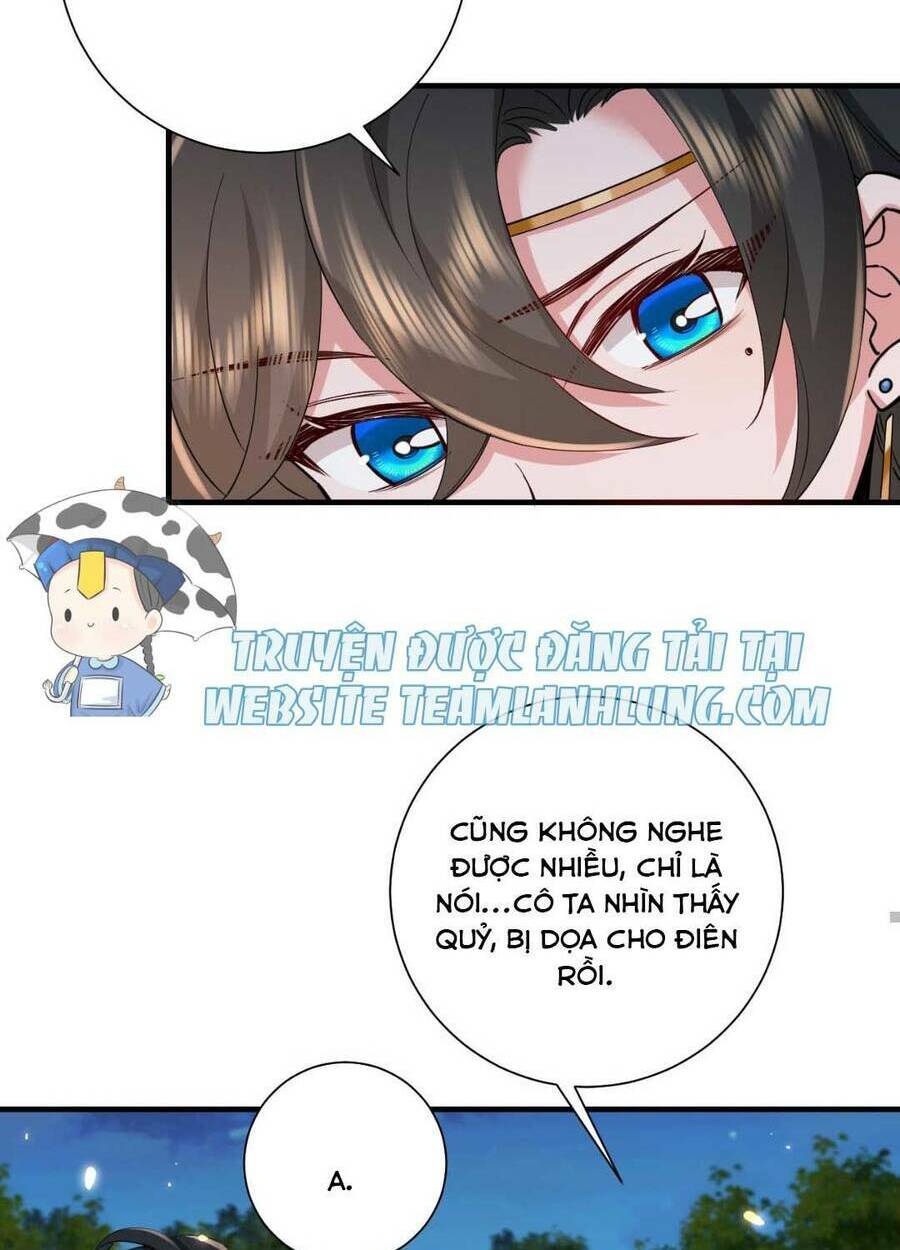 TRUYỆN ĐƯỢC ĐĂNG TẢI TẠI
WEBSITE TEAMLANHLUNG.COM
CŨNG KHÔNG NGHE
ĐƯỢC NHIỀU, CHỈ LÀ
NÓI...CÔ TA NHÌN THẤY
QUỶ, BỊ DỌA CHO ĐIÊN
RỒI.
A.